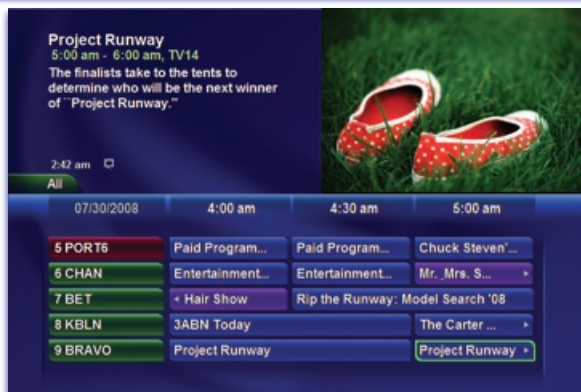 Project Runway
5:00 am - 6:00 am, TV14
The finalists take to the tents to
determine who will be the next winner
of ``Project Runway."
2:42 am
All
07/30/2008 4:00 am 4:30 am 5:00 am
5 PORT6 Paid Program... Paid Program... Chuck Steven'...
6 CHAN Entertainment... Entertainment... Mr._Mrs. S...
7 BET Hair Show Rip the Runway: Model Search '08
8 KBLN 3ABN Today The Carter ...
9 BRAVO Project Runway Project Runway